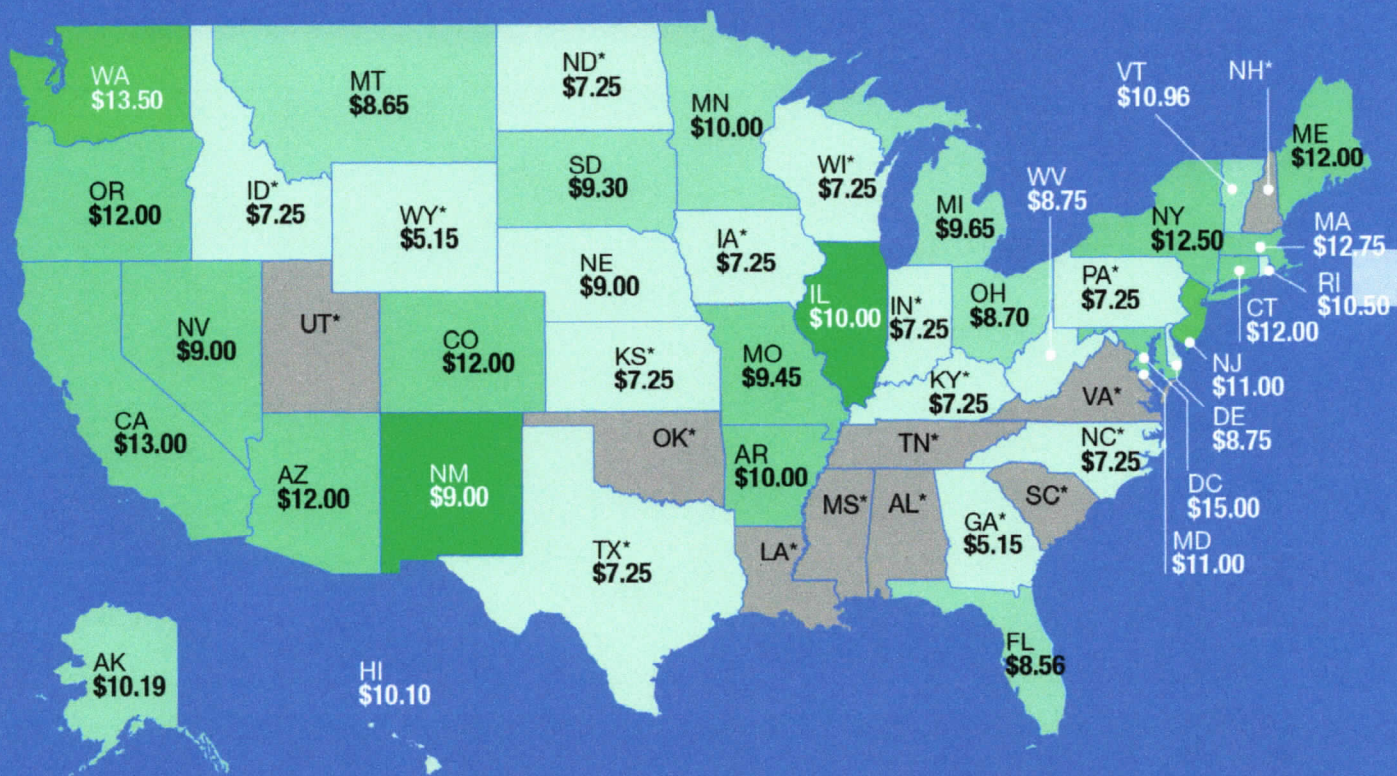 WA
$13.50
MT
$8.65
ND*
$7.25
MN
$10.00
VT
$10.96
NH*
ME
$12.00
OR
$12.00
ID*
$7.25
WY*
$5.15
SD
$9.30
WI*
$7.25
MI
$9.65
WV
$8.75
NY
$12.50
MA
$12.75
RI
$10.50
CT
$12.00
NV
$9.00
UT*
CO
$12.00
NE
$9.00
IA*
$7.25
IL
$10.00
IN*
$7.25
OH
$8.70
PA*
$7.25
NJ
$11.00
DE
$8.75
DC
$15.00
MD
$11.00
CA
$13.00
AZ
$12.00
NM
$9.00
KS*
$7.25
MO
$9.45
KY*
$7.25
VA*
OK*
AR
$10.00
TN*
NC*
$7.25
TX*
$7.25
LA*
MS*
AL*
GA*
$5.15
SC*
FL
$8.56
AK
$10.19
HI
$10.10